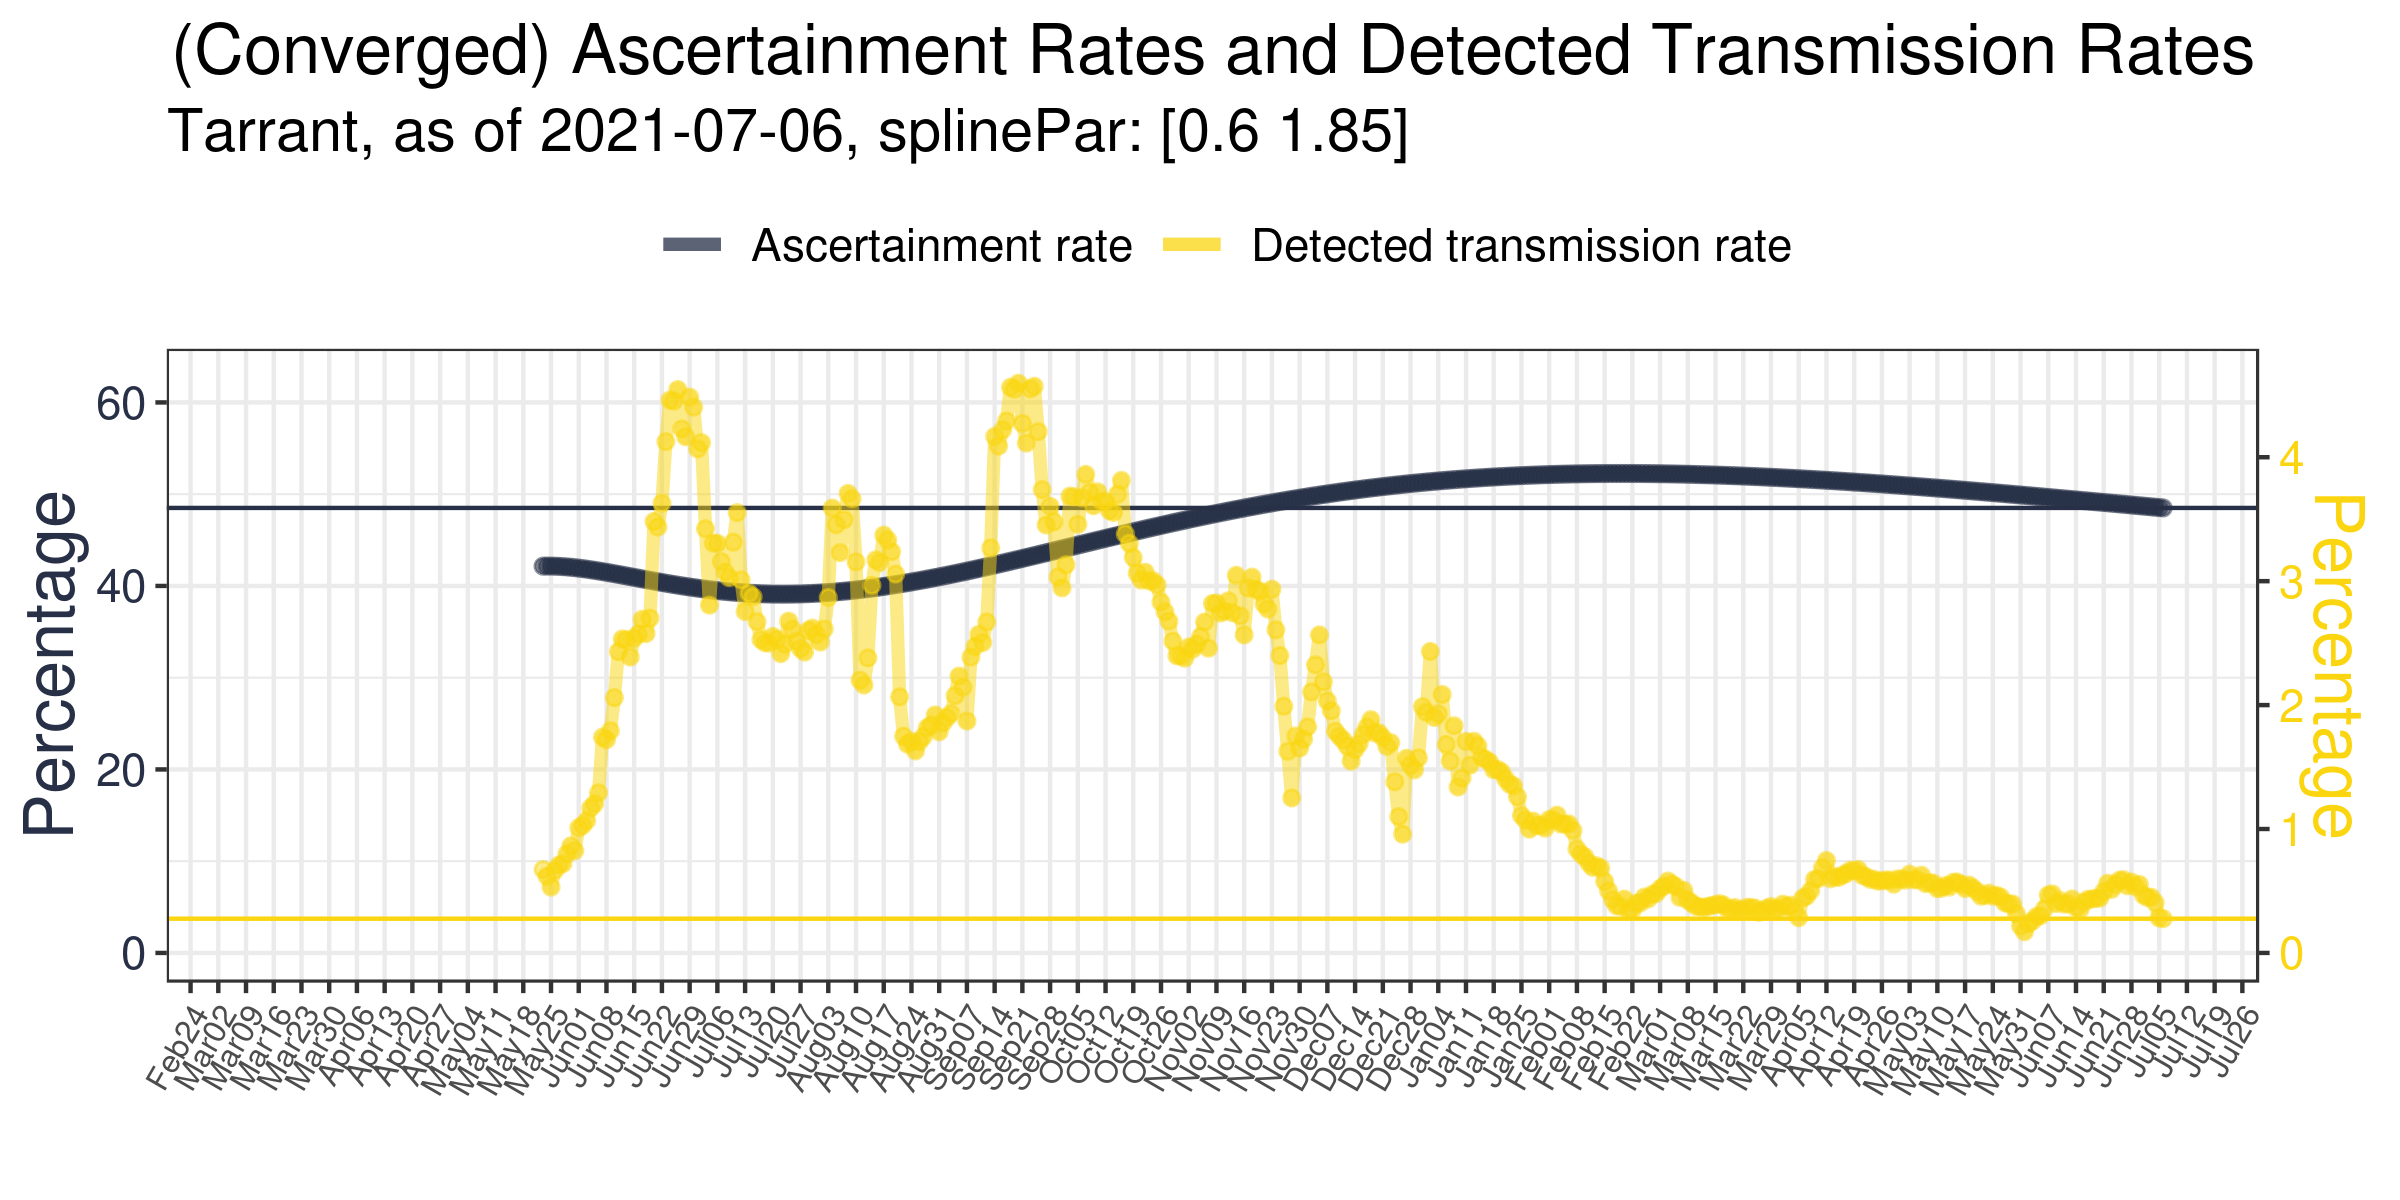 (Converged) Ascertainment Rates and Detected Transmission Rates
Tarrant, as of 2021-07-06, splinePar: [0.6 1.85]
Ascertainment rate
Detected transmission rate
Percentage
60
40
20
0
4
3
2
1
0
Percentage
Feb24
Mar02
Mar09
Mar16
Mar23
Mar30
Apr06
Apr13
Apr20
Apr27
May04
May11
May18
May25
Jun01
Jun08
Jun15
Jun22
Jun29
Jul06
Jul13
Jul20
Jul27
Aug03
Aug10
Aug17
Aug24
Aug31
Sep07
Sep14
Sep21
Sep28
Oct05
Oct12
Oct19
Oct26
Nov02
Nov09
Nov16
Nov23
Nov30
Dec07
Dec14
Dec21
Dec28
Jan04
Jan11
Jan18
Jan25
Feb01
Feb08
Feb15
Feb22
Mar01
Mar08
Mar15
Mar22
Mar29
Apr05
Apr12
Apr19
Apr26
May03
May10
May17
May24
May31
Jun07
Jun14
Jun21
Jun28
Jul05
Jul12
Jul19
Jul26